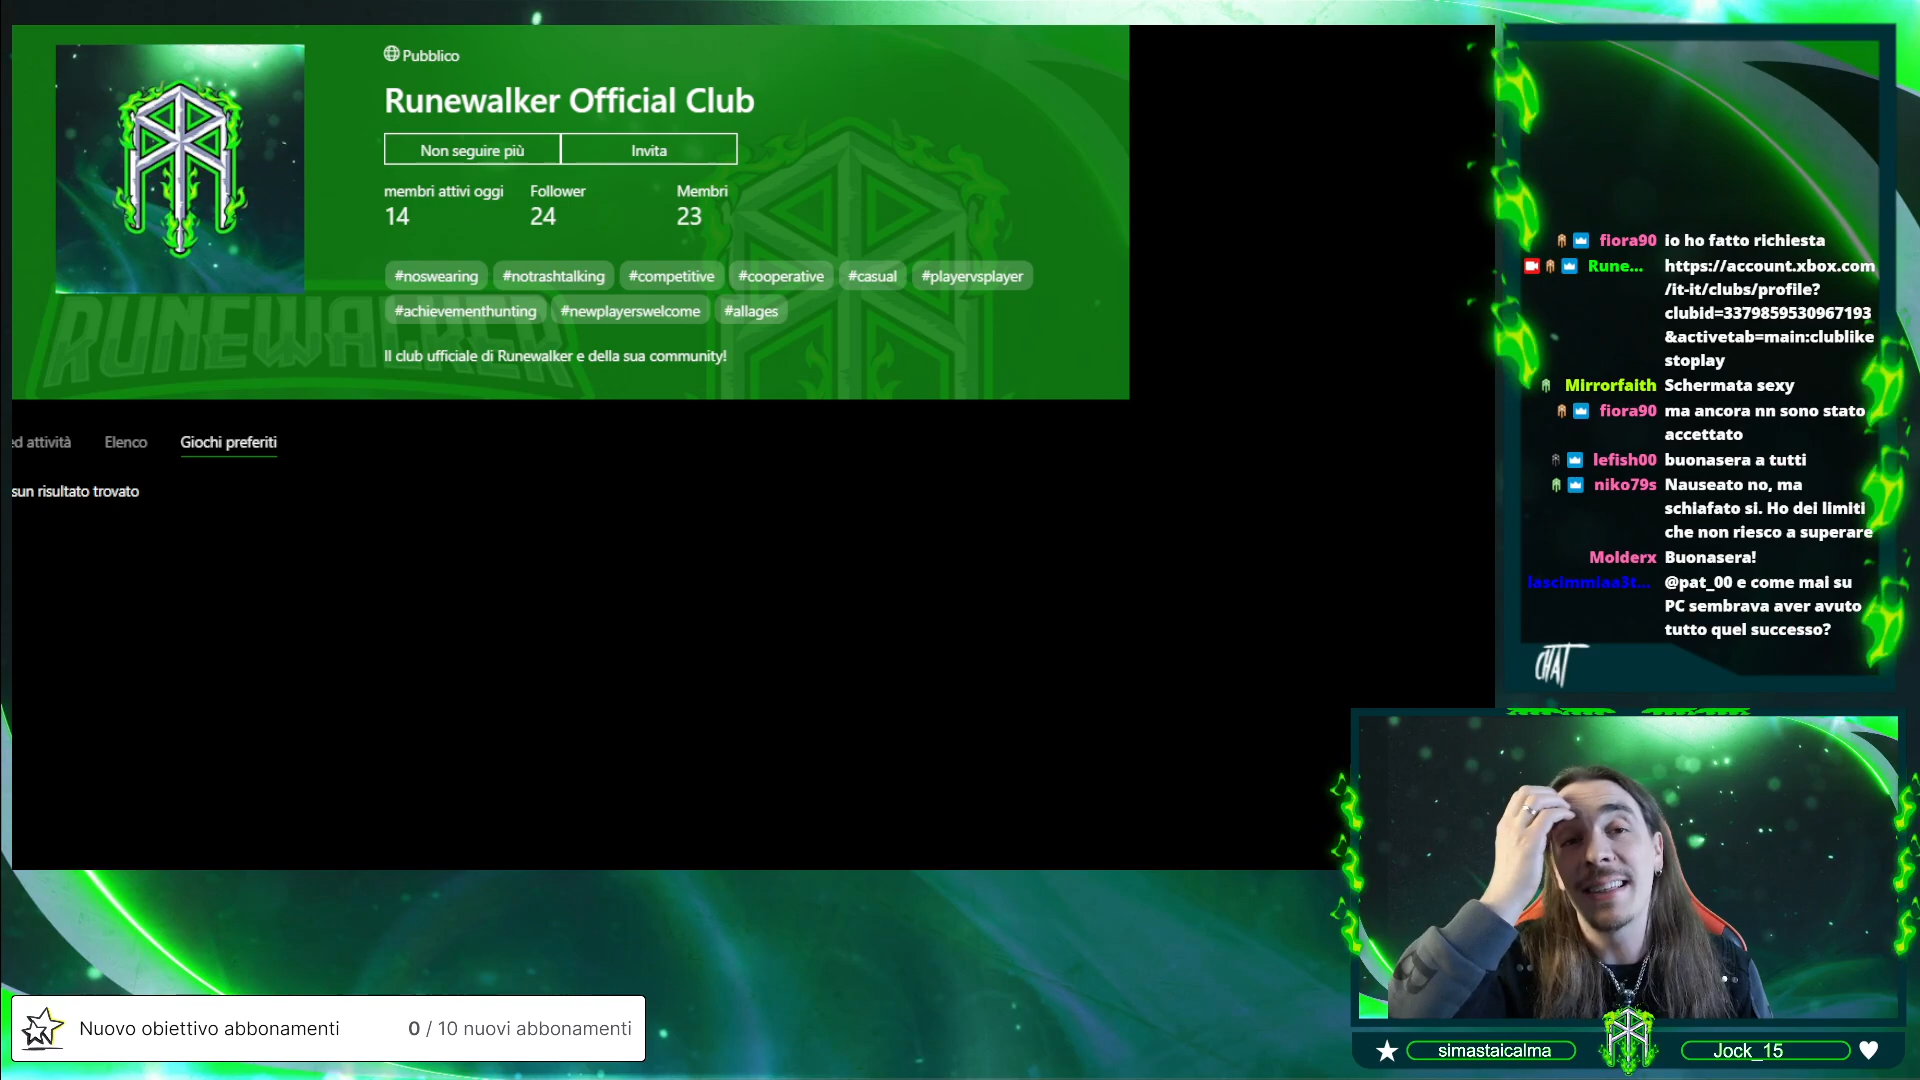 Pubblico
Runewalker Official Club
Non seguire più
Invita
membri attivi oggi
Follower
Membri
14
24
23
#noswearing
#notrashtalking
#competitive
#cooperative
#casual
#playervsplayer
#achievementhunting
#newplayerswelcome
#allages
RUNEWALKER
Il club ufficiale di Runewalker e della sua community!
ed attività
Elenco
Giochi preferiti
sun risultato trovato
fiora90 Io ho fatto richiesta
Rune... https://account.xbox.com
/it-it/clubs/profile?
clubid=3379859530967193
&activetab=main:clublike
stoplay
Mirrorfaith Schermata sexy
fiora90 ma ancora nn sono stato
accettato
lefish00 buonasera a tutti
niko79s Nauseato no, ma
schiafato si. Ho dei limiti
che non riesco a superare
Molderx Buonasera!
lascimmiaa3t... @pat_00 e come mai su
PC sembrava aver avuto
tutto quel successo?
CHAT
Nuovo obiettivo abbonamenti
0 / 10 nuovi abbonamenti
simastaicalma
Jock_15